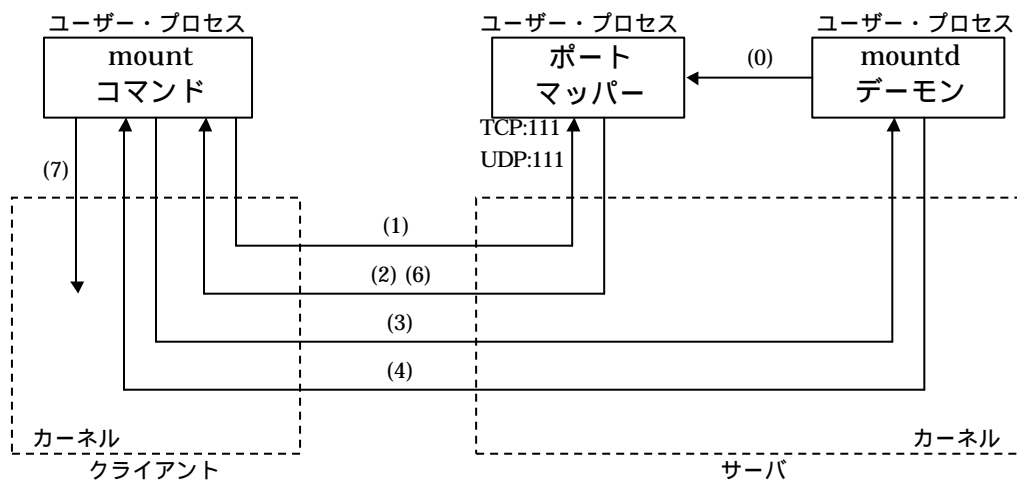 ユーザー・プロセス
ユーザー・プロセス
ユーザー・プロセス
mount
コマンド
ポート
マッパー
(0)
mountd
デーモン
TCP:111
UDP:111
(7)
(1)
(2) (6)
(3)
(4)
カーネル
カーネル
クライアント
サーバ